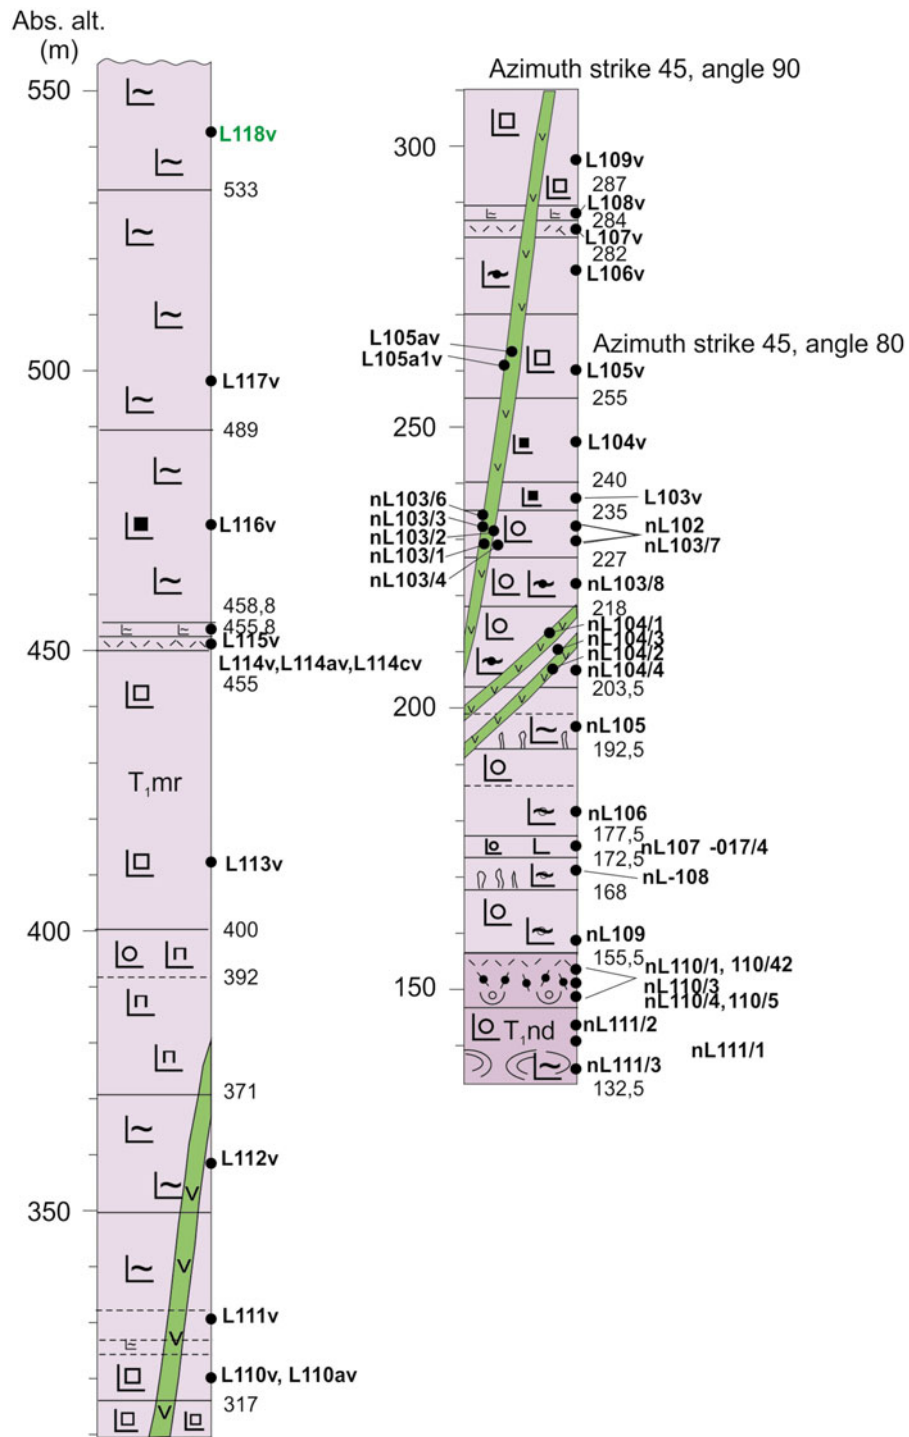 Abs. alt.
(m)
550
L118v
533
500
L117v
489
L116v
458,8
455,8
450
L115v
L114v,L114av,L114cv
455
T₁mr
L113v
400
400
392
371
L112v
350
L111v
L110v, L110av
317
Azimuth strike 45, angle 90
300
L109v
287
L108v
284
L107v
282
L106v
L105av
L105a1v
Azimuth strike 45, angle 80
L105v
255
250
L104v
240
L103v
235
nL103/6
nL103/3
nL103/2
nL103/1
nL103/4
nL102
nL103/7
227
nL103/8
218
nL104/1
nL104/3
nL104/2
nL104/4
203,5
200
nL105
192,5
nL106
177,5
nL107 -017/4
172,5
nL-108
168
nL109
155,5
150
nL110/1, 110/42
nL110/3
nL110/4, 110/5
T₁nd
nL111/2
nL111/1
nL111/3
132,5